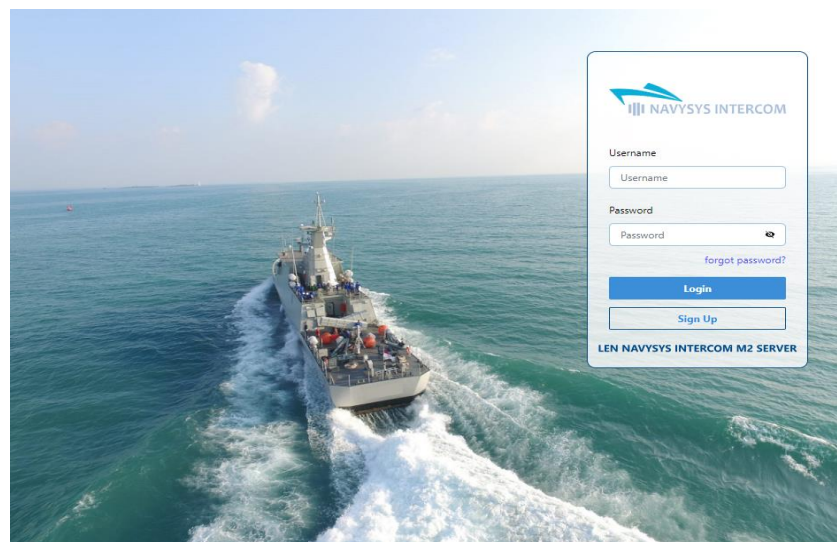 NAVYSYS INTERCOM
Username
Username
Password
Password
forgot password?
Login
Sign Up
LEN NAVYSYS INTERCOM M2 SERVER